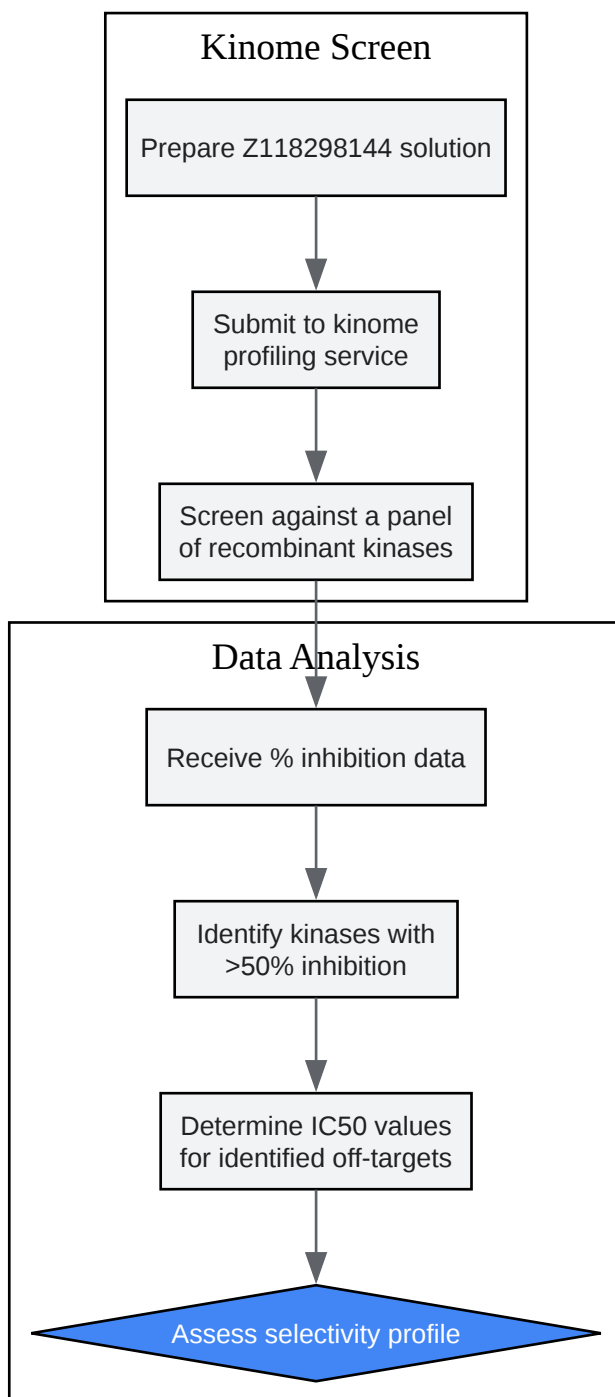 Kinome Screen
Prepare Z118298144 solution
Submit to kinome
profiling service
Screen against a panel
of recombinant kinases
Data Analysis
Receive % inhibition data
Identify kinases with
>50% inhibition
Determine IC50 values
for identified off-targets
Assess selectivity profile